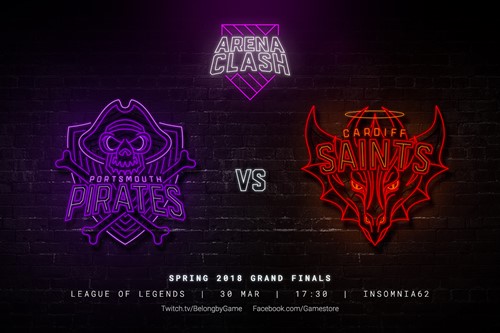 ARENA
CLASH
PORTSMOUTH
PIRATES
VS
CARDIFF
SAINTS
SPRING 2018 GRAND FINALS
LEAGUE OF LEGENDS | 30 MAR | 17:30 | INSOMNIA62
Twitch.tv/BelongbyGame Facebook.com/Gamestore